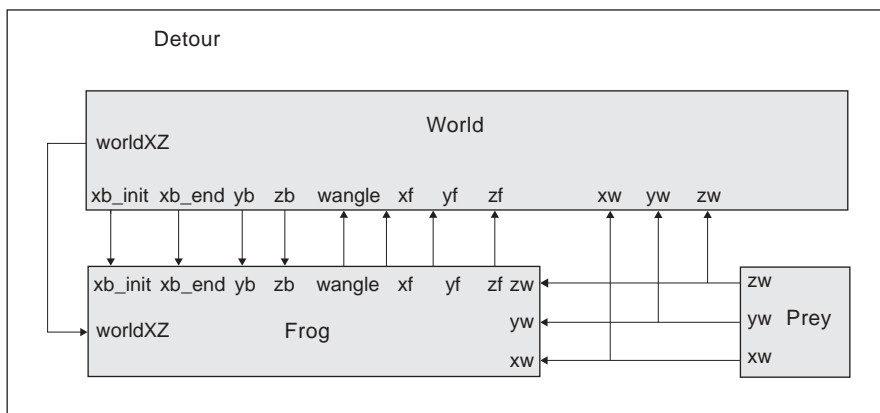 Detour
World
worldXZ
xb_init xb_end yb zb wangle xf yf zf xw yw zw
xb_init xb_end yb zb wangle xf yf zf zw
zw
worldXZ
Frog
yw
yw
Prey
xw
xw